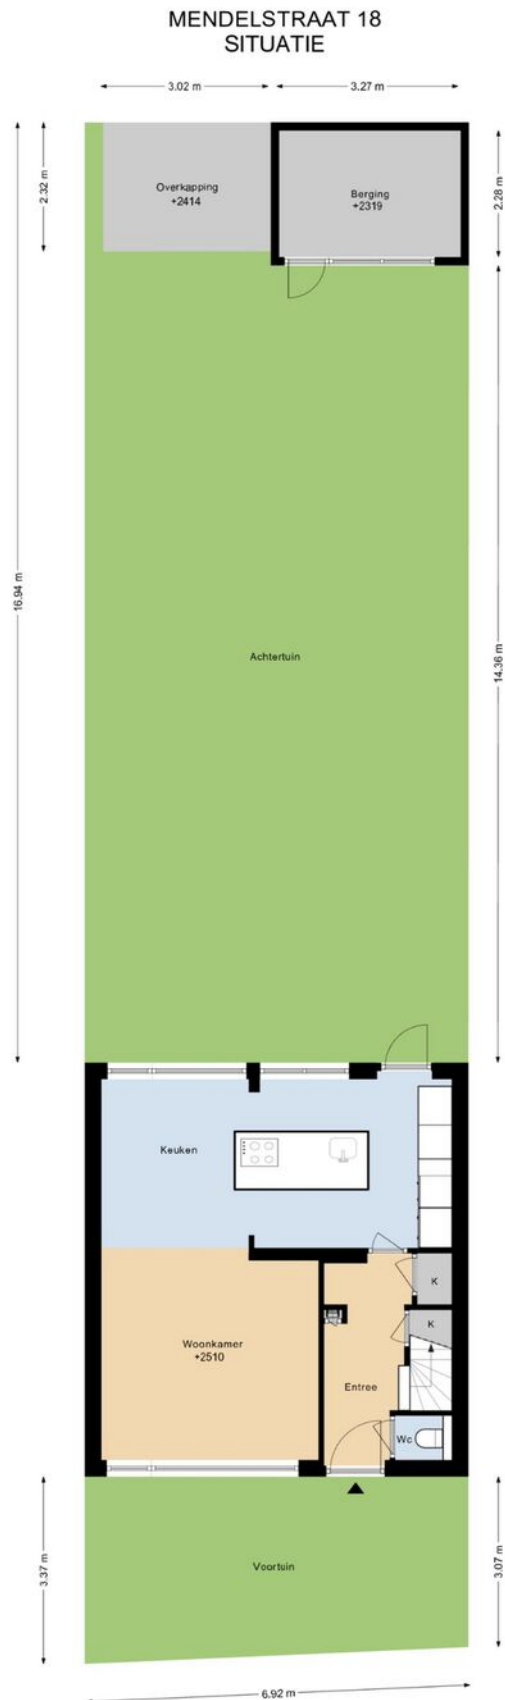 MENDELSTRAAT 18
SITUATIE
3.02 m
3.27 m
2.32 m
Overkapping
+2414
Berging
+2319
2.28 m
16.94 m
Achtertuin
14.36 m
Keuken
K
K
Woonkamer
+2510
Entree
Wc
3.37 m
Voortuin
3.07 m
6.92 m